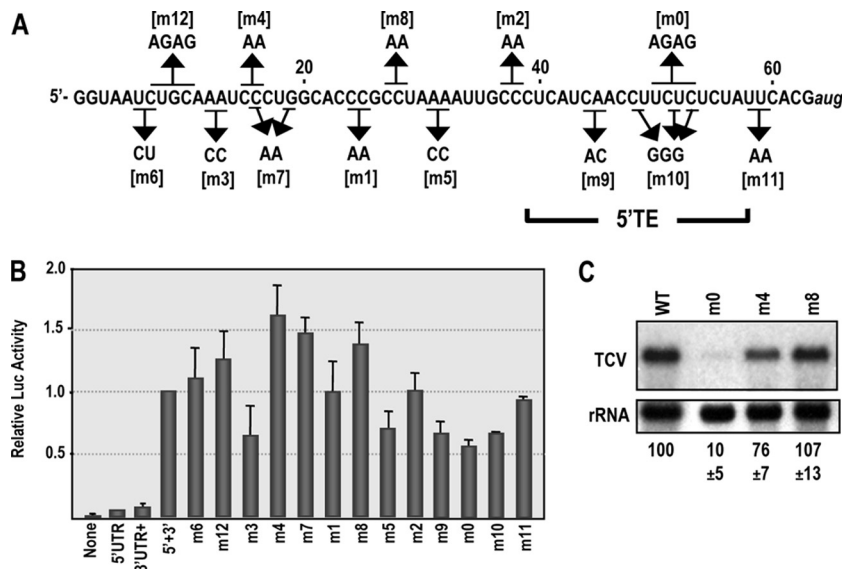 A
[m12] [m4] [m8] [m2] [m0]
AGAG AA AA AA AGAG
20 40 60
5'- GGUAAUCUGCAAAUCCCUGGCACCCGCCUAAAAUUGCCCUCAUCAACCUUCUCUCUAUUCACGaug
CU CC AA AA CC AC GGG AA
[m6] [m3] [m7] [m1] [m5] [m9] [m10] [m11]
5'TE
B
Relative Luc Activity
2.0
1.5
1.0
0.5
None 5'UTR 3'UTR+ 5'+3' m6 m12 m3 m4 m7 m1 m8 m5 m2 m9 m0 m10 m11
C
WT m0 m4 m8
TCV
rRNA
100 10 76 107
±5 ±7 ±13